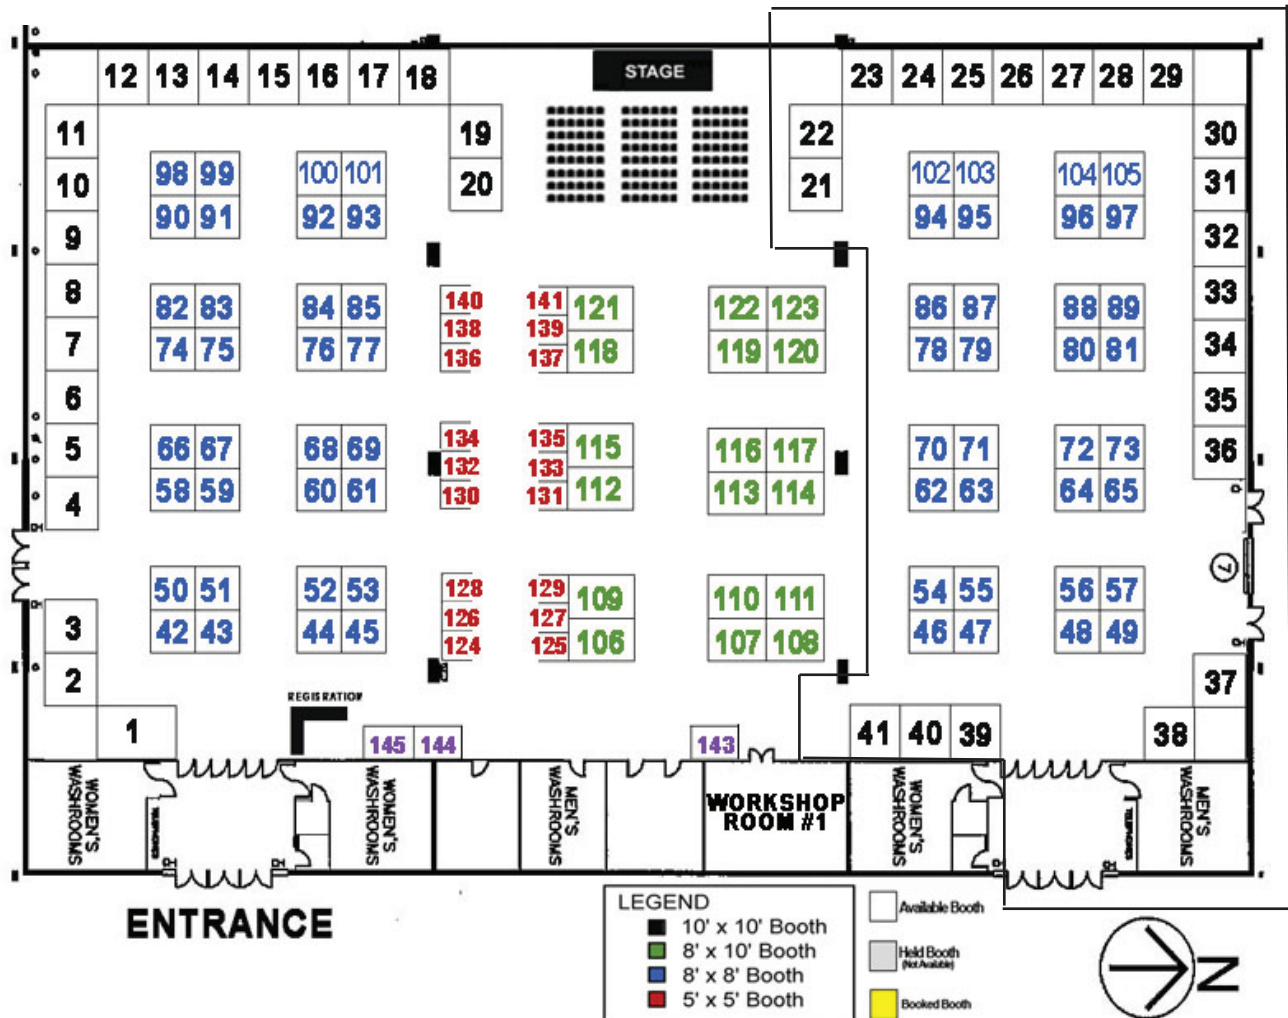 STAGE
12 13 14 15 16 17 18
23 24 25 26 27 28 29
11
19
22
30
10
98 99
100 101
20
21
102 103
104 105
31
9
90 91
92 93
94 95
96 97
32
8
82 83
84 85
140
141
121
122 123
86 87
88 89
33
138
139
7
74 75
76 77
136
137
118
119 120
78 79
80 81
34
6
35
5
66 67
68 69
134
135
115
116 117
70 71
72 73
36
132
133
4
58 59
60 61
130
131
112
113 114
62 63
64 65
7
50 51
52 53
128
129
109
110 111
54 55
56 57
3
42 43
44 45
126
127
124
125
106
107 108
46 47
48 49
2
37
REGISRATION
1
145 144
143
41 40 39
38
WOMEN'S
WASHROOMS
TELEPHONES
WOMEN'S
WASHROOMS
MEN'S
WASHROOMS
WORKSHOP
ROOM #1
WOMEN'S
WASHROOMS
TELEPHONES
MEN'S
WASHROOMS
ENTRANCE
LEGEND
10' x 10' Booth
8' x 10' Booth
8' x 8' Booth
5' x 5' Booth
Available Booth
Held Booth
(Not Available)
Booked Booth
N